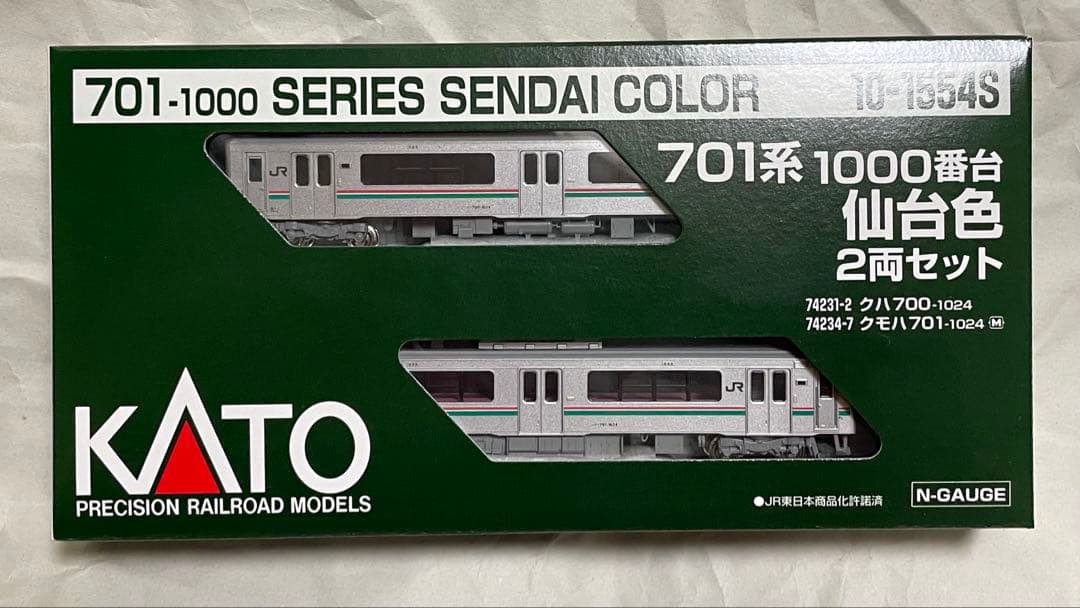 701-1000 SERIES SENDAI COLOR 10-1554S
701系 1000番台
仙台色
2両セット
74231-2 クハ700-1024
74234-7 クモハ701-1024 M
JR
JR
KATO
PRECISION RAILROAD MODELS
●JR東日本商品化許諾済
N-GAUGE